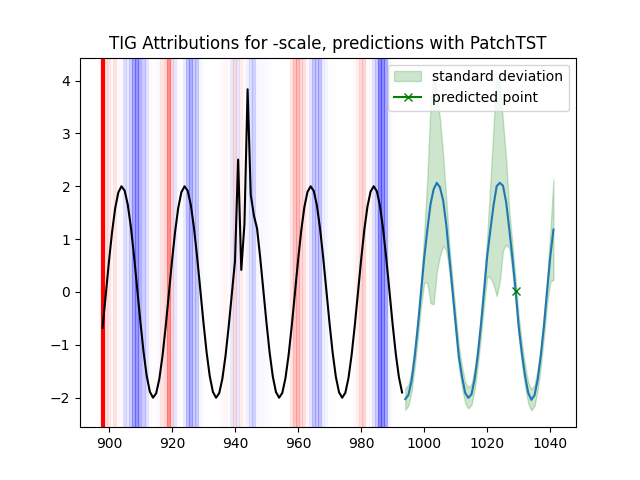 TIG Attributions for -scale, predictions with PatchTST
standard deviation
predicted point
4
3
2
1
0
−1
−2
900 920 940 960 980 1000 1020 1040